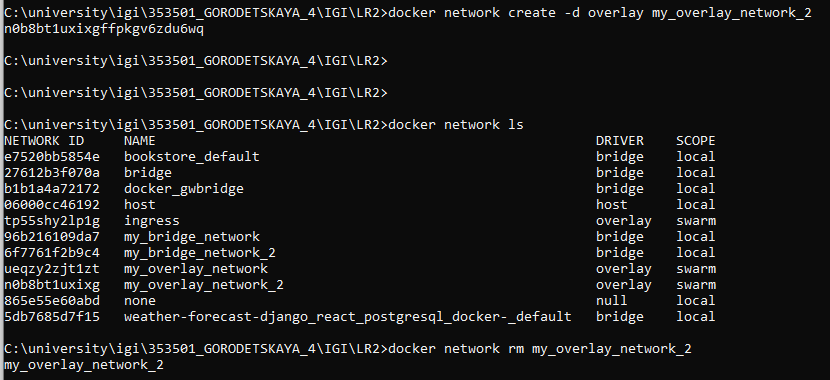 C:\university\igi\353501_GORODETSKAYA_4\IGI\LR2>docker network create -d overlay my_overlay_network_2
n0b8bt1uxixgffpkgv6zdu6wq
C:\university\igi\353501_GORODETSKAYA_4\IGI\LR2>
C:\university\igi\353501_GORODETSKAYA_4\IGI\LR2>
C:\university\igi\353501_GORODETSKAYA_4\IGI\LR2>docker network ls
NETWORK ID     NAME                                                       DRIVER    SCOPE
e7520bb5854e   bookstore_default                                          bridge    local
27612b3f070a   bridge                                                     bridge    local
b1b1a4a72172   docker_gwbridge                                            bridge    local
06000cc46192   host                                                       host      local
tp55shy2lp1g   ingress                                                    overlay   swarm
96b216109da7   my_bridge_network                                          bridge    local
6f7761f2b9c4   my_bridge_network_2                                        bridge    local
ueqzy2zjt1zt   my_overlay_network                                         overlay   swarm
n0b8bt1uxixg   my_overlay_network_2                                       overlay   swarm
865e55e60abd   none                                                       null      local
5db7685d7f15   weather-forecast-django_react_postgresql_docker-_default   bridge    local
C:\university\igi\353501_GORODETSKAYA_4\IGI\LR2>docker network rm my_overlay_network_2
my_overlay_network_2